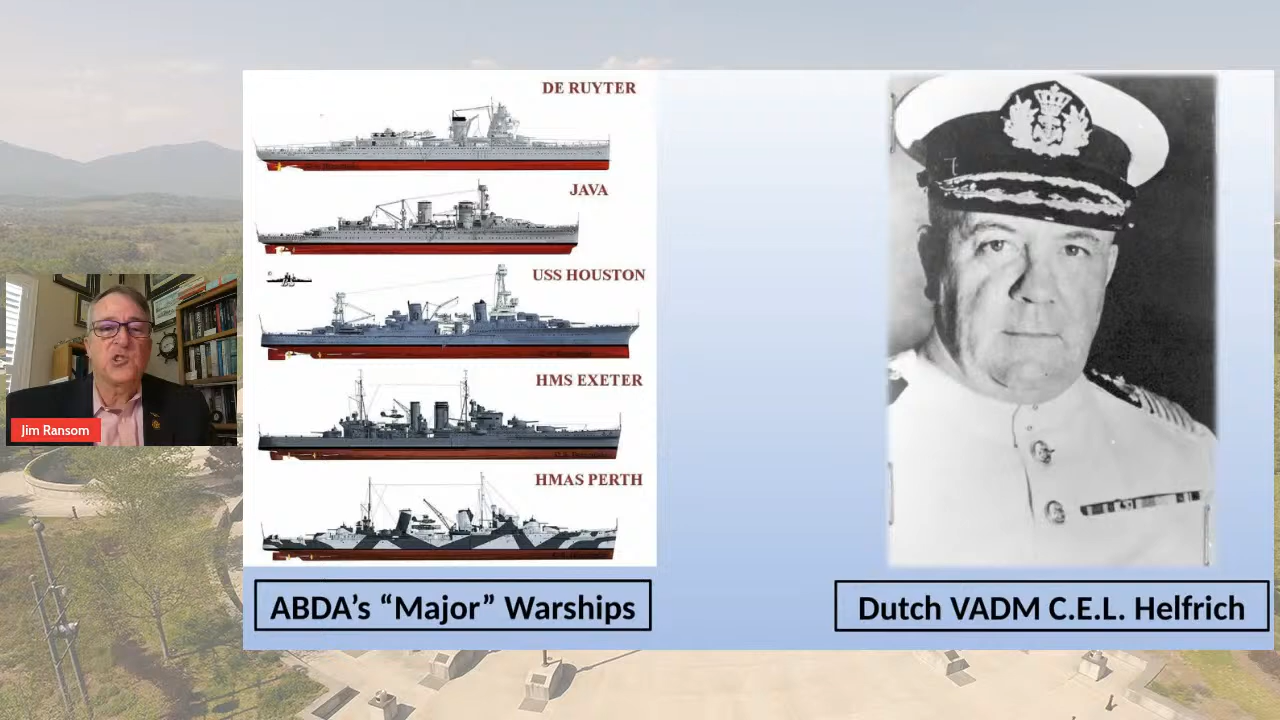 DE RUYTER
JAVA
USS HOUSTON
HMS EXETER
HMAS PERTH
Jim Ransom
ABDA's “Major” Warships
Dutch VADM C.E.L. Helfrich